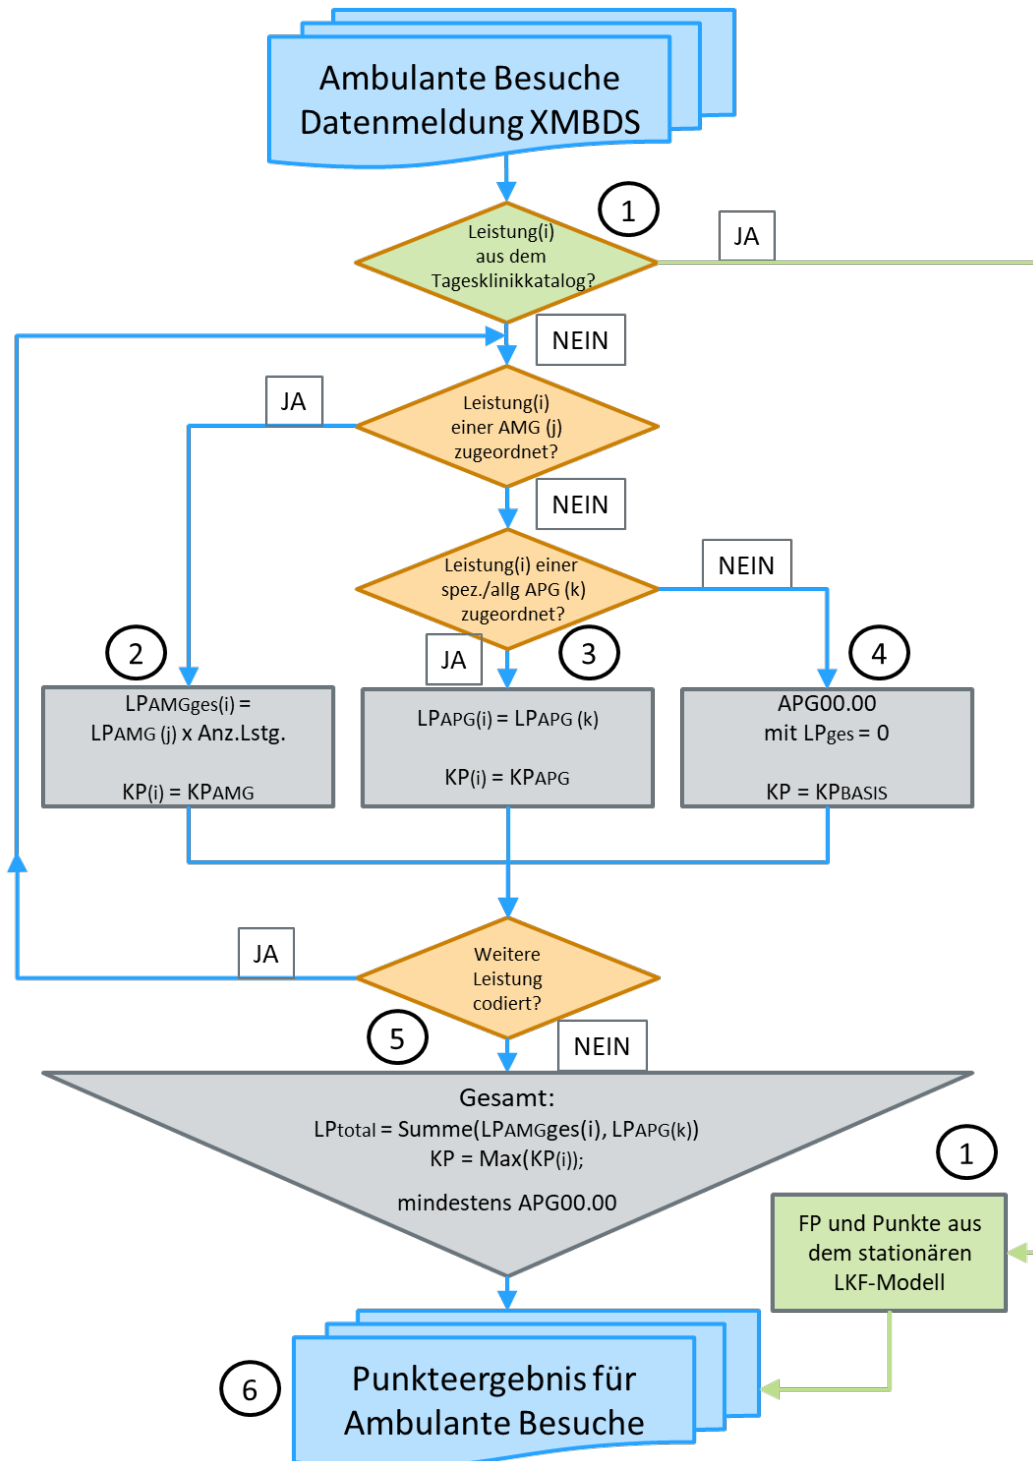 Ambulante Besuche
Datenmeldung XMBDS
1
Leistung(i)
aus dem
Tagesklinikkatalog?
JA
NEIN
JA
Leistung(i)
einer AMG (j)
zugeordnet?
NEIN
Leistung(i) einer
spez./allg APG (k)
zugeordnet?
NEIN
2
JA
3
4
LPAMGges(i) =
LPAMG (j) x Anz.Lstg.
KP(i) = KPAMG
LPAPG(i) = LPAPG (k)
KP(i) = KPAPG
APG00.00
mit LPges = 0
KP = KPBASIS
JA
Weitere
Leistung
codiert?
5
NEIN
Gesamt:
LPtotal = Summe(LPAMGges(i), LPAPG(k))
KP = Max(KP(i));
mindestens APG00.00
1
FP und Punkte aus
dem stationären
LKF-Modell
6
Punkteergebnis für
Ambulante Besuche